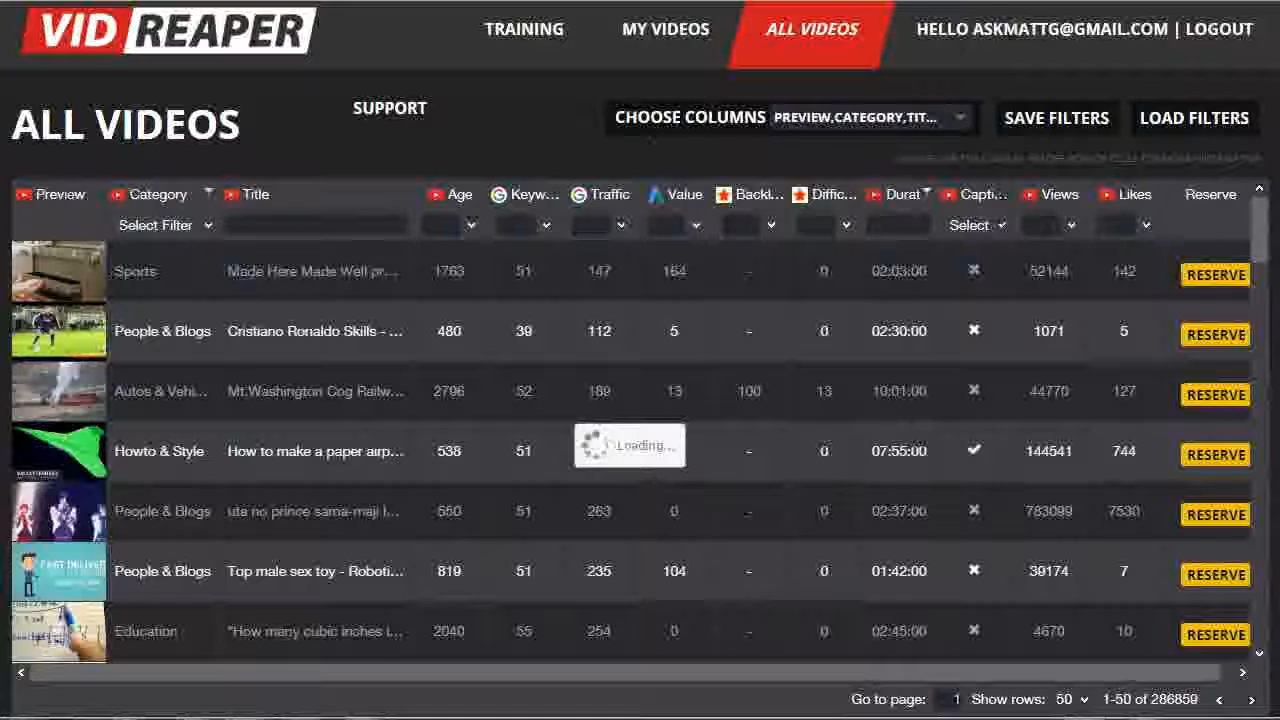 VID REAPER
TRAINING
MY VIDEOS
ALL VIDEOS
HELLO ASKMATTG@GMAIL.COM | LOGOUT
ALL VIDEOS
SUPPORT
CHOOSE COLUMNS PREVIEW,CATEGORY,TIT...
SAVE FILTERS
LOAD FILTERS
Preview Category Title Age Keyw... Traffic Value Backl... Diffic... Durat Capti... Views Likes Reserve
Select Filter Select
Sports Made Here Made Well pr... 1763 51 147 164 - 0 02:03:00 52144 142 RESERVE
People & Blogs Cristiano Ronaldo Skills - ... 480 39 112 5 - 0 02:30:00 1071 5 RESERVE
Autos & Vehi... Mt.Washington Cog Railw... 2796 52 189 13 100 13 10:01:00 44770 127 RESERVE
Howto & Style How to make a paper airp... 538 51 - 0 07:55:00 144541 744 RESERVE
Loading...
People & Blogs uta no prince sama-maji l... 550 51 263 0 - 0 02:37:00 783099 7530 RESERVE
People & Blogs Top male sex toy - Roboti... 819 51 235 104 - 0 01:42:00 39174 7 RESERVE
Education "How many cubic inches i... 2040 55 254 0 - 0 02:45:00 4670 10 RESERVE
Go to page: 1 Show rows: 50 1-50 of 286859